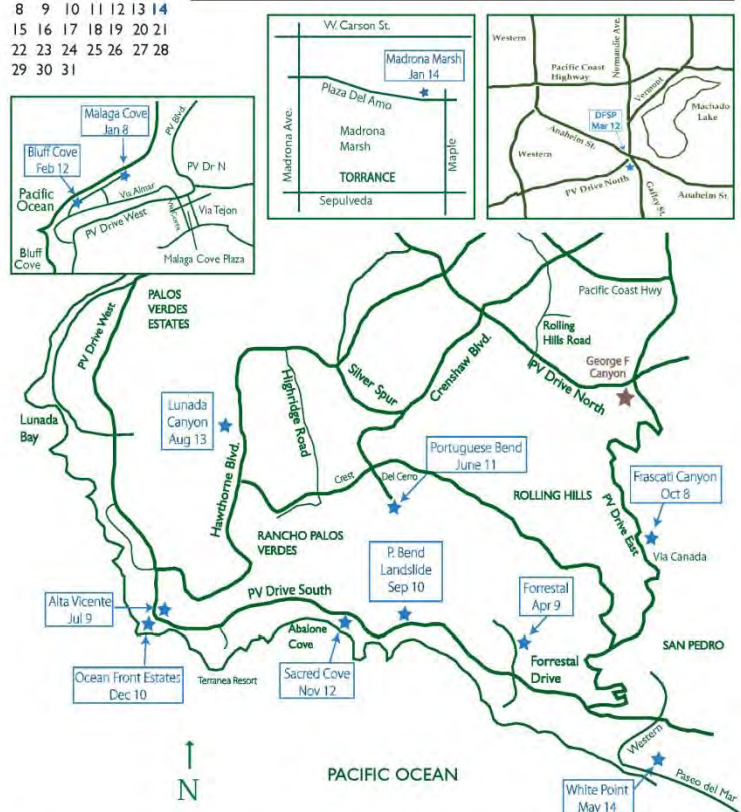 8 9 10 11 12 13 14
15 16 17 18 19 20 21
22 23 24 25 26 27 28
29 30 31
Malaga Cove
Jan 8
Bluff Cove
Feb 12
PV Blvd.
PV Dr N
Pacific
Ocean
Via Almar
Via Corta
Via Tejon
PV Drive West
Bluff
Cove
Malaga Cove Plaza
W. Carson St.
Madrona Marsh
Jan 14
Plaza Del Amo
Madrona Ave.
Madrona
Marsh
Maple
TORRANCE
Sepulveda
Western
Normandie Ave.
Pacific Coast
Highway
Vermont
Machado
Lake
DFSP
Mar 12
Anaheim St.
Western
PV Drive North
Gaffey St.
Anaheim St.
PALOS
VERDES
ESTATES
PV Drive West
Lunada
Bay
Lunada
Canyon
Aug 13
Hawthorne Blvd.
Highridge Road
Silver Spur
Crenshaw Blvd.
Pacific Coast Hwy
Rolling
Hills Road
George F
Canyon
PV Drive North
Portuguese Bend
June 11
Crest
Del Cerro
ROLLING HILLS
Frascati Canyon
Oct 8
PV Drive East
Via Canada
RANCHO PALOS
VERDES
P. Bend
Landslide
Sep 10
PV Drive South
Alta Vicente
Jul 9
Forrestal
Apr 9
Abalone
Cove
Forrestal
Drive
SAN PEDRO
Ocean Front Estates
Dec 10
Terranea Resort
Sacred Cove
Nov 12
Western
N
PACIFIC OCEAN
Paseo del Mar
White Point
May 14